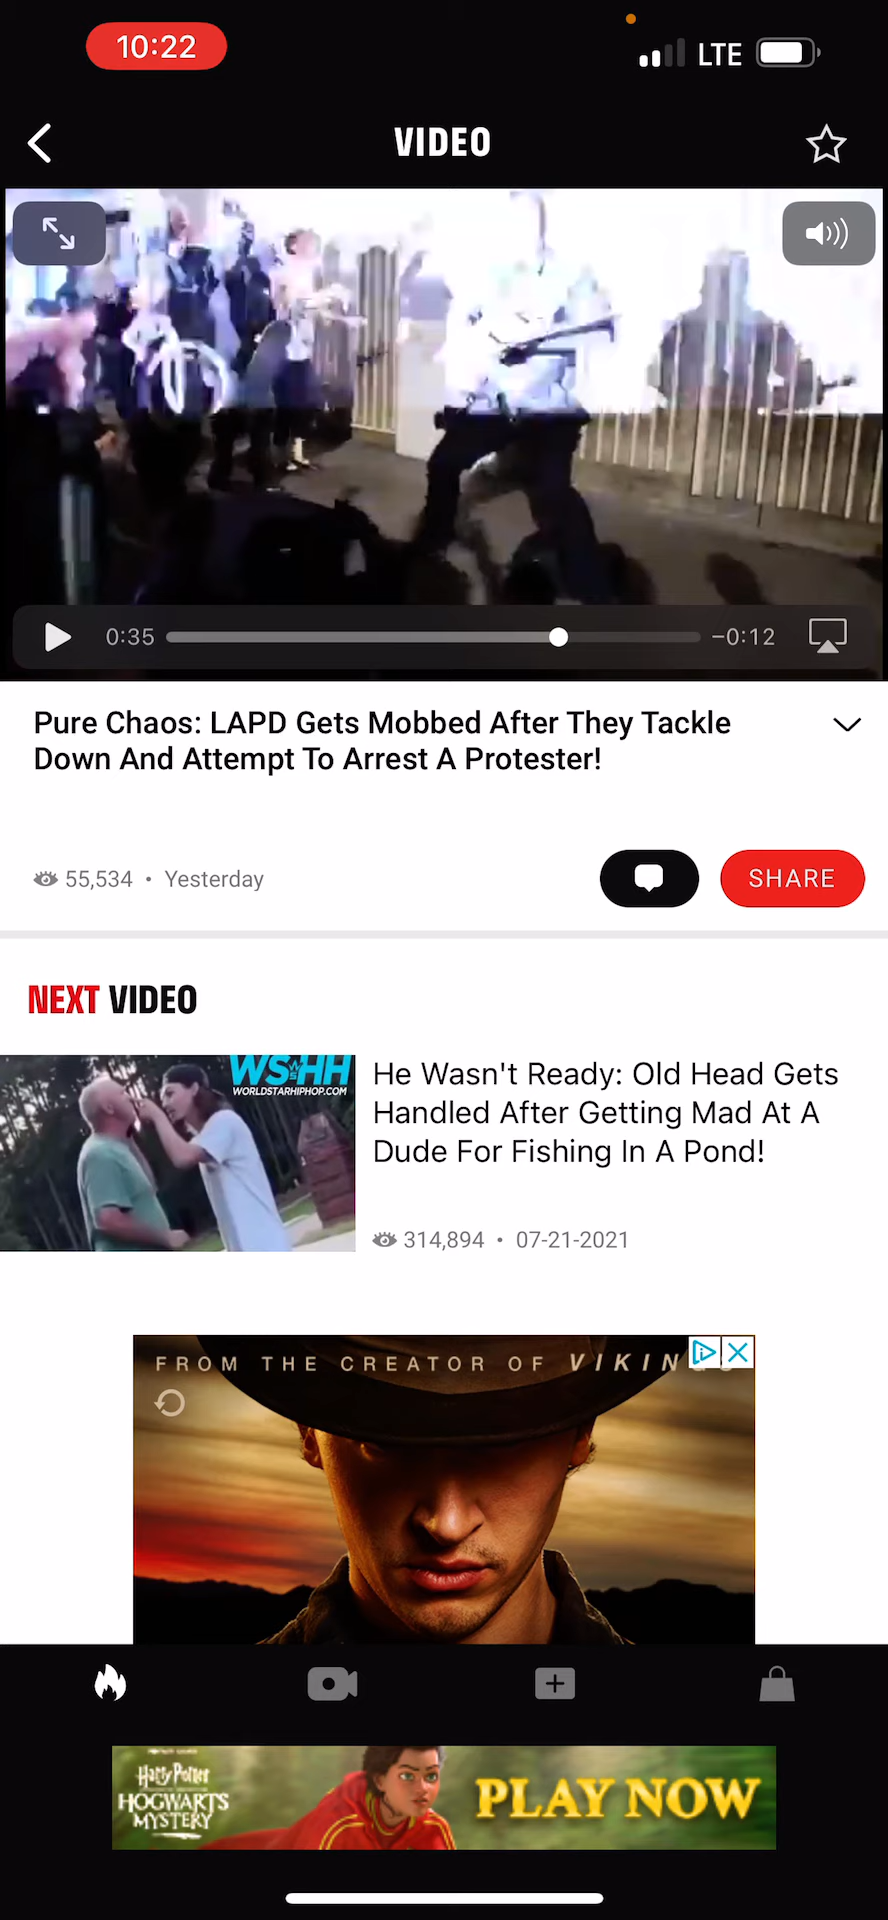 10:22
LTE
VIDEO
0:35
−0:12
Pure Chaos: LAPD Gets Mobbed After They Tackle
Down And Attempt To Arrest A Protester!
55,534 • Yesterday
SHARE
NEXT VIDEO
WSHH
WORLDSTARHIPHOP.COM
He Wasn't Ready: Old Head Gets
Handled After Getting Mad At A
Dude For Fishing In A Pond!
314,894 • 07-21-2021
FROM THE CREATOR OF
Harry Potter
HOGWARTS
MYSTERY
PLAY NOW